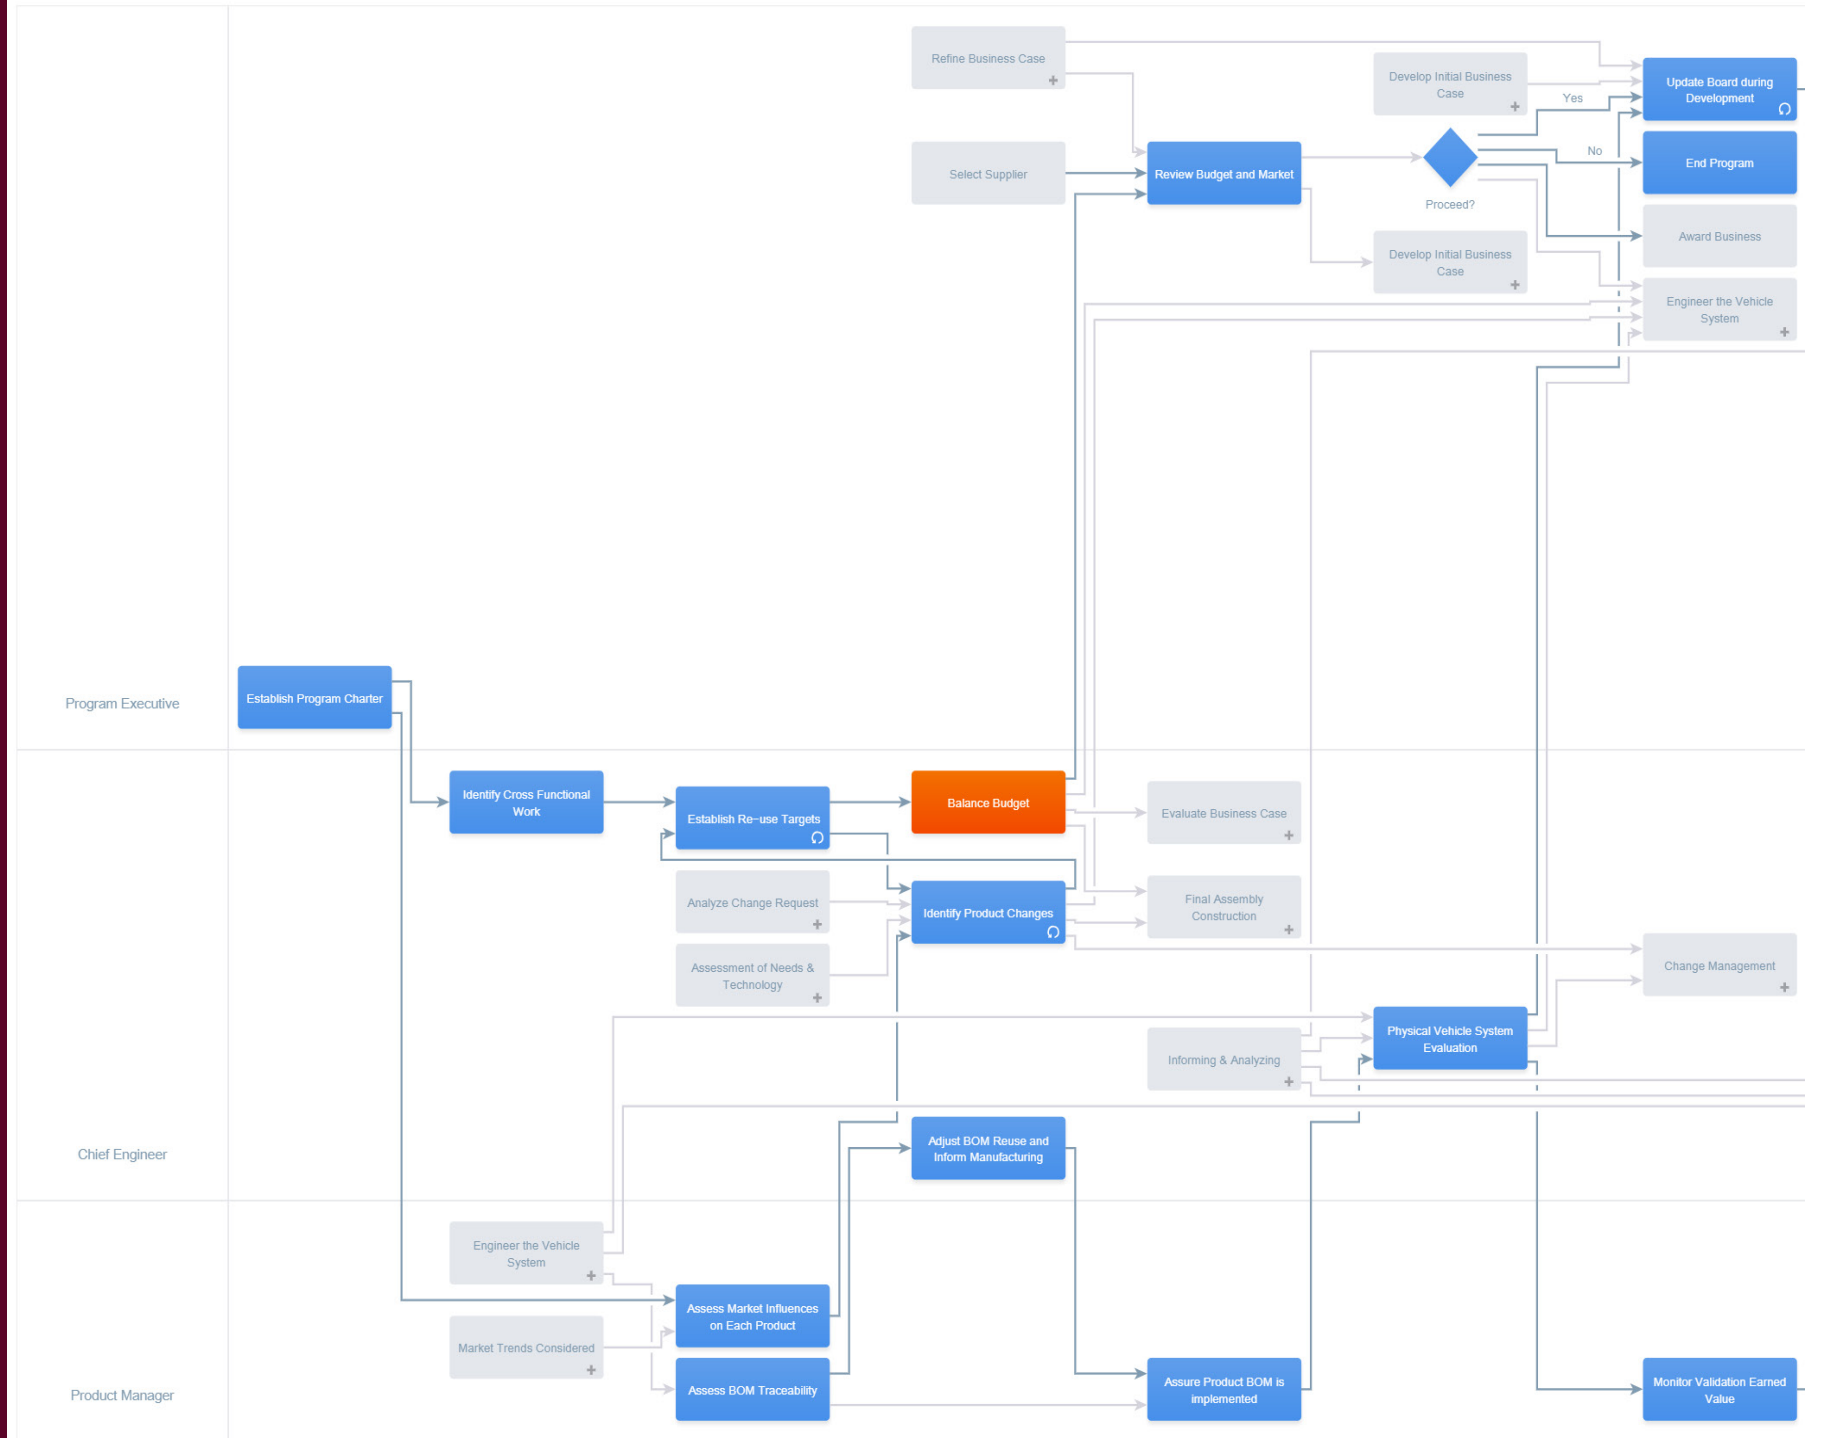 Refine Business Case
Develop Initial Business
Case
Update Board during
Development
Yes
No
End Program
Select Supplier
Review Budget and Market
Proceed?
Award Business
Develop Initial Business
Case
Engineer the Vehicle
System
Program Executive
Establish Program Charter
Identify Cross Functional
Work
Establish Re-use Targets
Balance Budget
Evaluate Business Case
Analyze Change Request
Identify Product Changes
Final Assembly
Construction
Assessment of Needs &
Technology
Change Management
Physical Vehicle System
Evaluation
Informing & Analyzing
Chief Engineer
Adjust BOM Reuse and
Inform Manufacturing
Engineer the Vehicle
System
Assess Market Influences
on Each Product
Market Trends Considered
Product Manager
Assess BOM Traceability
Assure Product BOM is
implemented
Monitor Validation Earned
Value